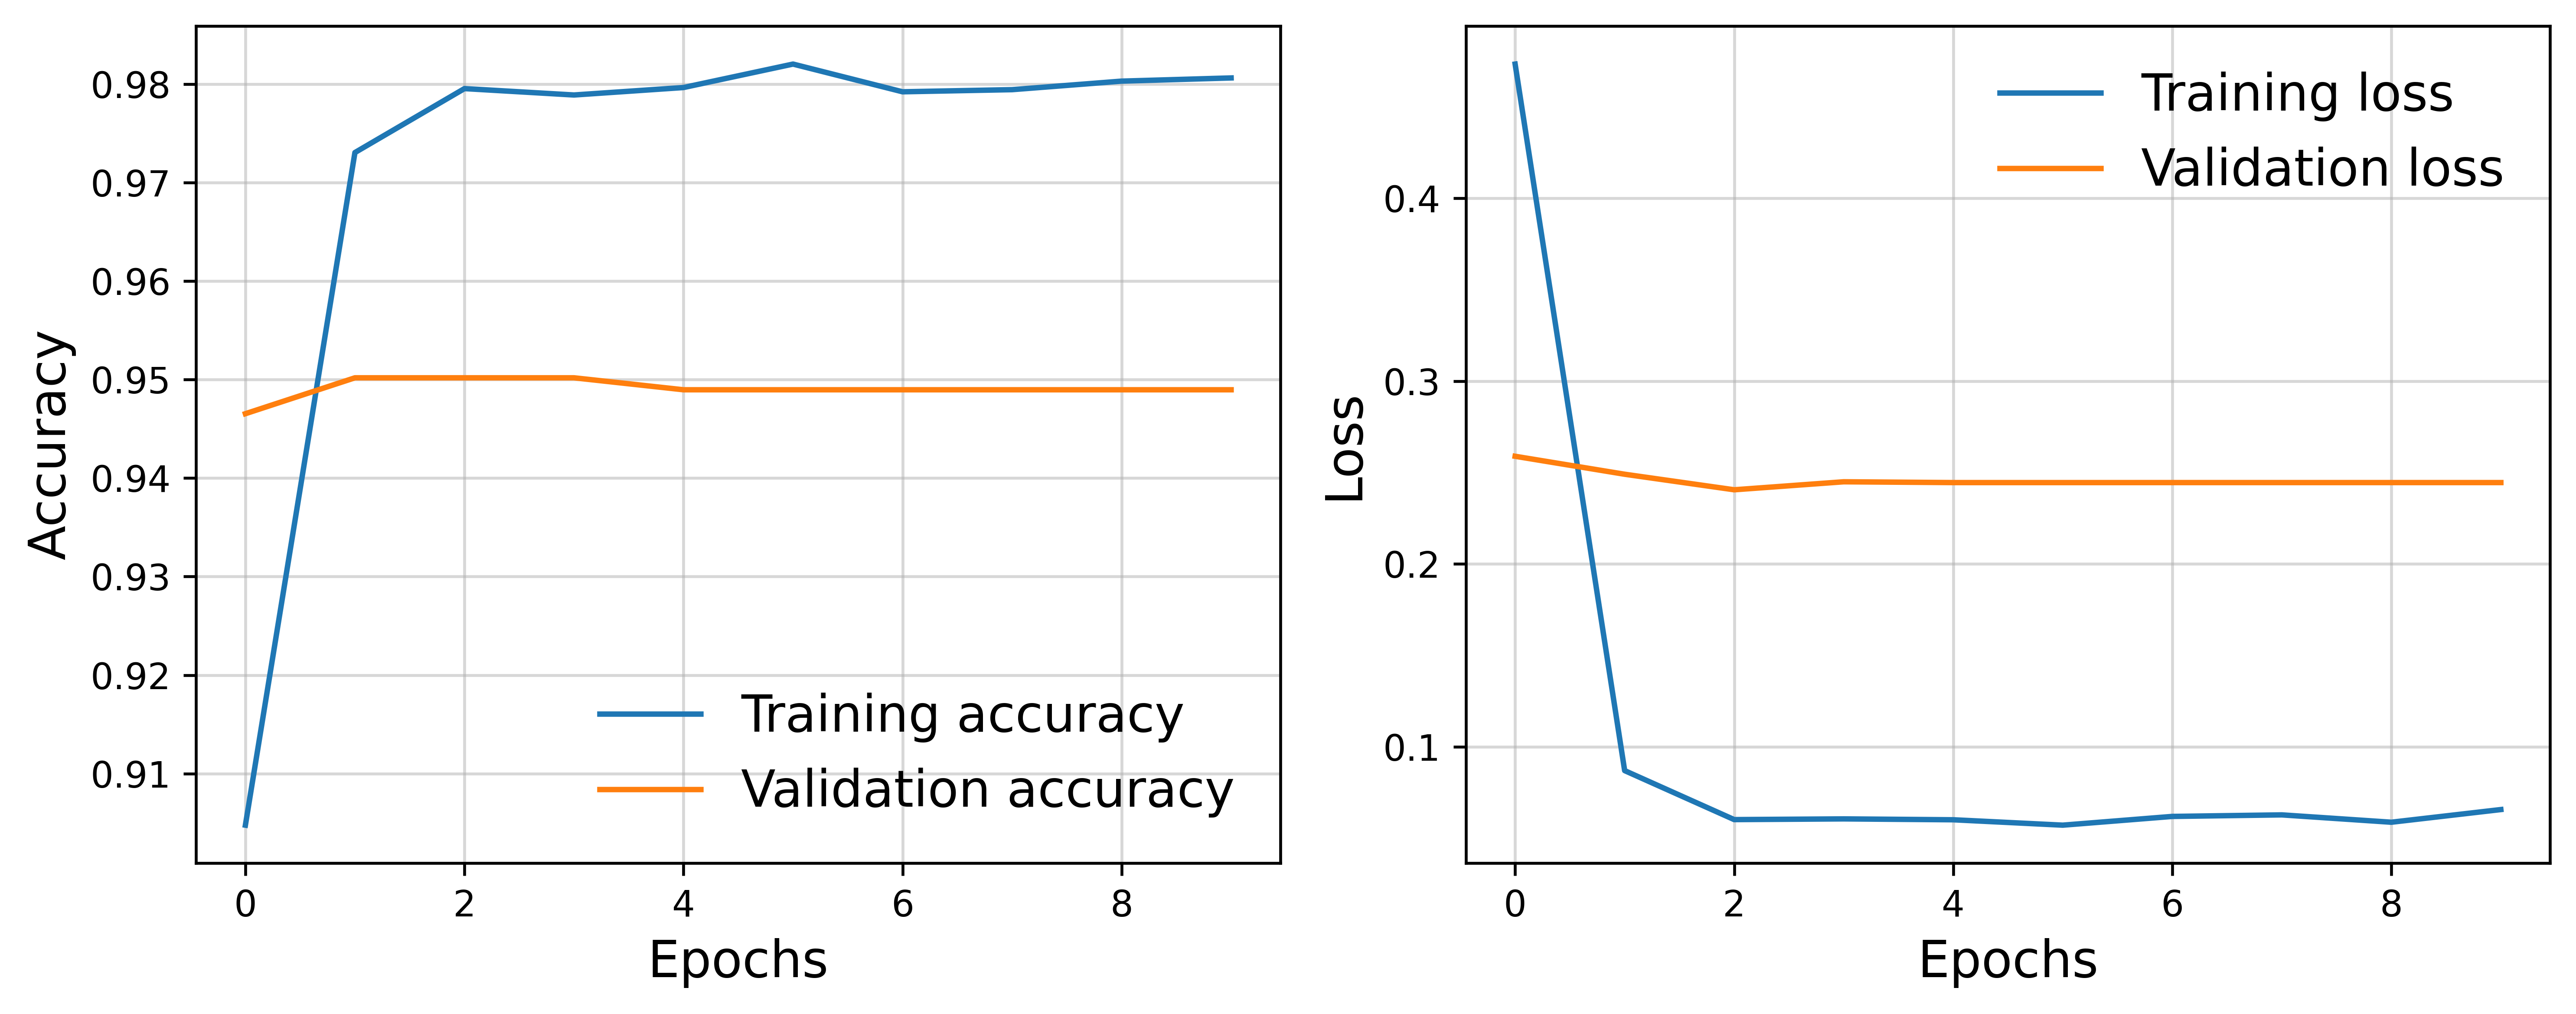 Accuracy
0.98
0.97
0.96
0.95
0.94
0.93
0.92
0.91
Training accuracy
Validation accuracy
0 2 4 6 8
Epochs
Loss
0.4
0.3
0.2
0.1
Training loss
Validation loss
0 2 4 6 8
Epochs